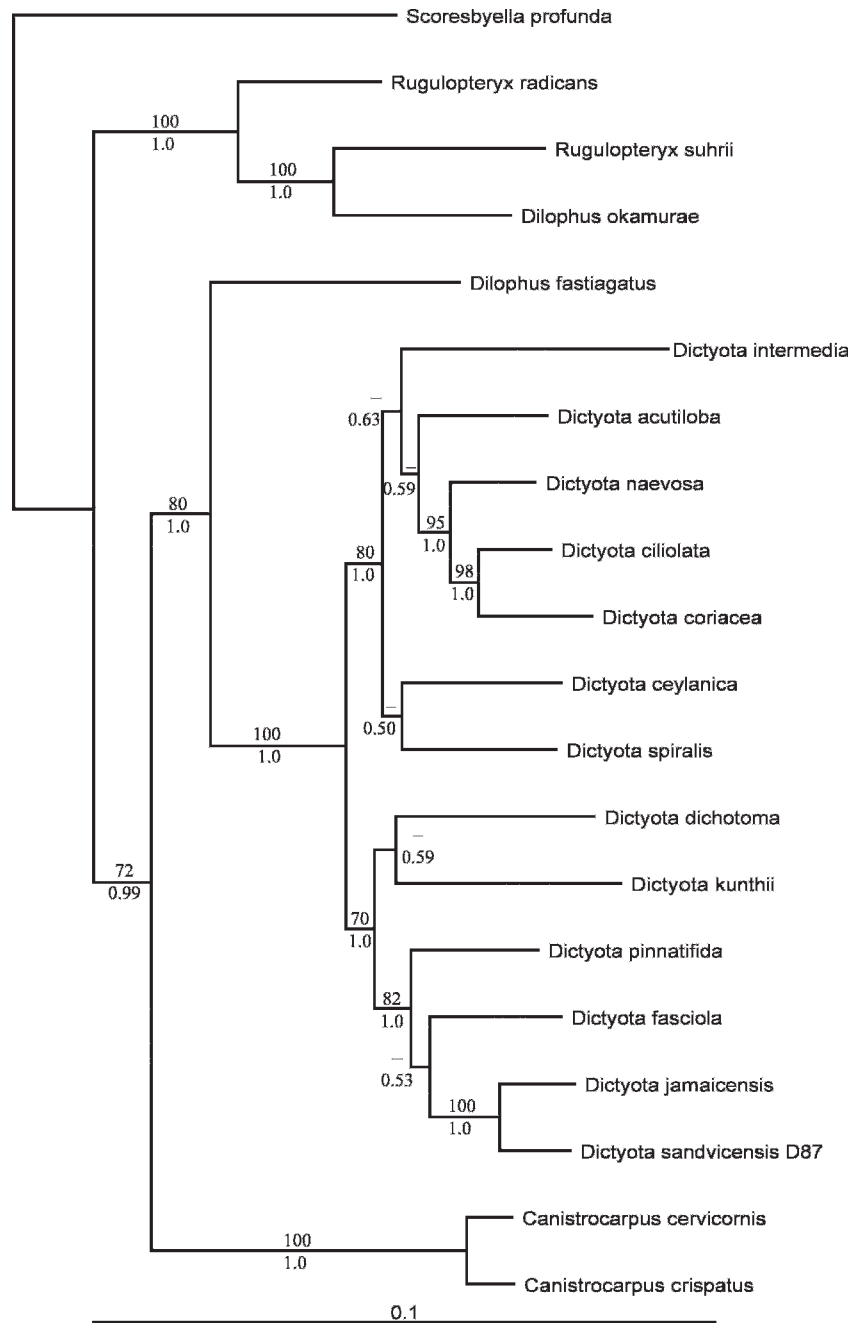 Scoresbyella profunda
Rugulopteryx radicans
100
1.0
Rugulopteryx suhrii
100
1.0
Dilophus okamurae
Dilophus fastiagatus
Dictyota intermedia
–
0.63
Dictyota acutiloba
–
0.59
Dictyota naevosa
80
1.0
95
1.0
Dictyota ciliolata
80
1.0
98
1.0
Dictyota coriacea
Dictyota ceylanica
–
0.50
100
1.0
Dictyota spiralis
Dictyota dichotoma
–
0.59
72
0.99
Dictyota kunthii
70
1.0
Dictyota pinnatifida
82
1.0
Dictyota fasciola
–
0.53
Dictyota jamaicensis
100
1.0
Dictyota sandvicensis D87
Canistrocarpus cervicornis
100
1.0
Canistrocarpus crispatus
0.1